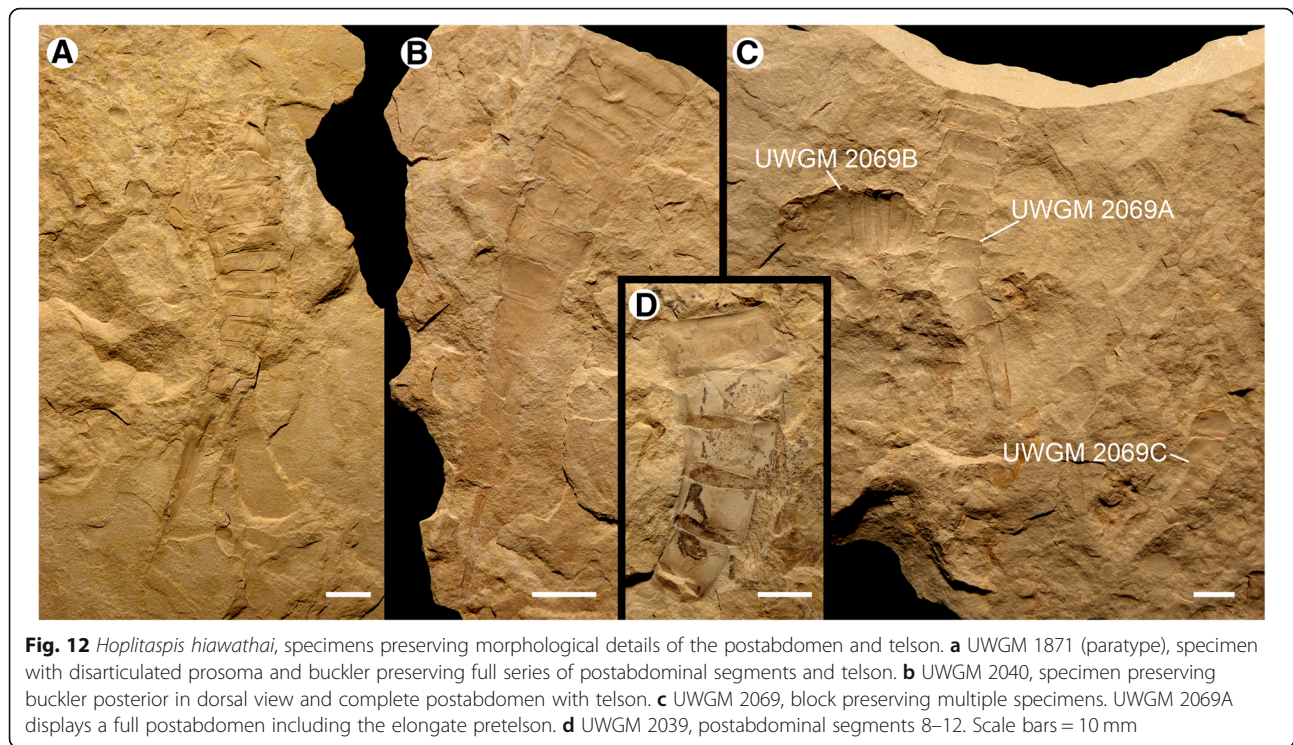 A
B
C
UWGM 2069B
UWGM 2069A
D
UWGM 2069C
Fig. 12 Hoplitaspis hiawathai, specimens preserving morphological details of the postabdomen and telson. a UWGM 1871 (paratype), specimen
with disarticulated prosoma and buckler preserving full series of postabdominal segments and telson. b UWGM 2040, specimen preserving
buckler posterior in dorsal view and complete postabdomen with telson. c UWGM 2069, block preserving multiple specimens. UWGM 2069A
displays a full postabdomen including the elongate pretelson. d UWGM 2039, postabdominal segments 8–12. Scale bars = 10 mm